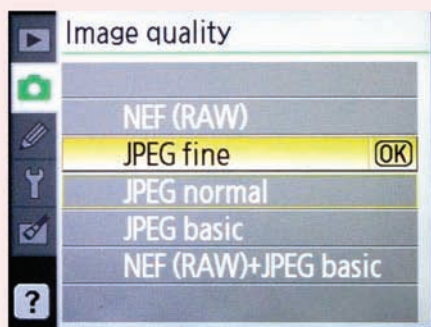 Image quality
NEF (RAW)
JPEG fine
OK
JPEG normal
JPEG basic
NEF (RAW)+JPEG basic
?